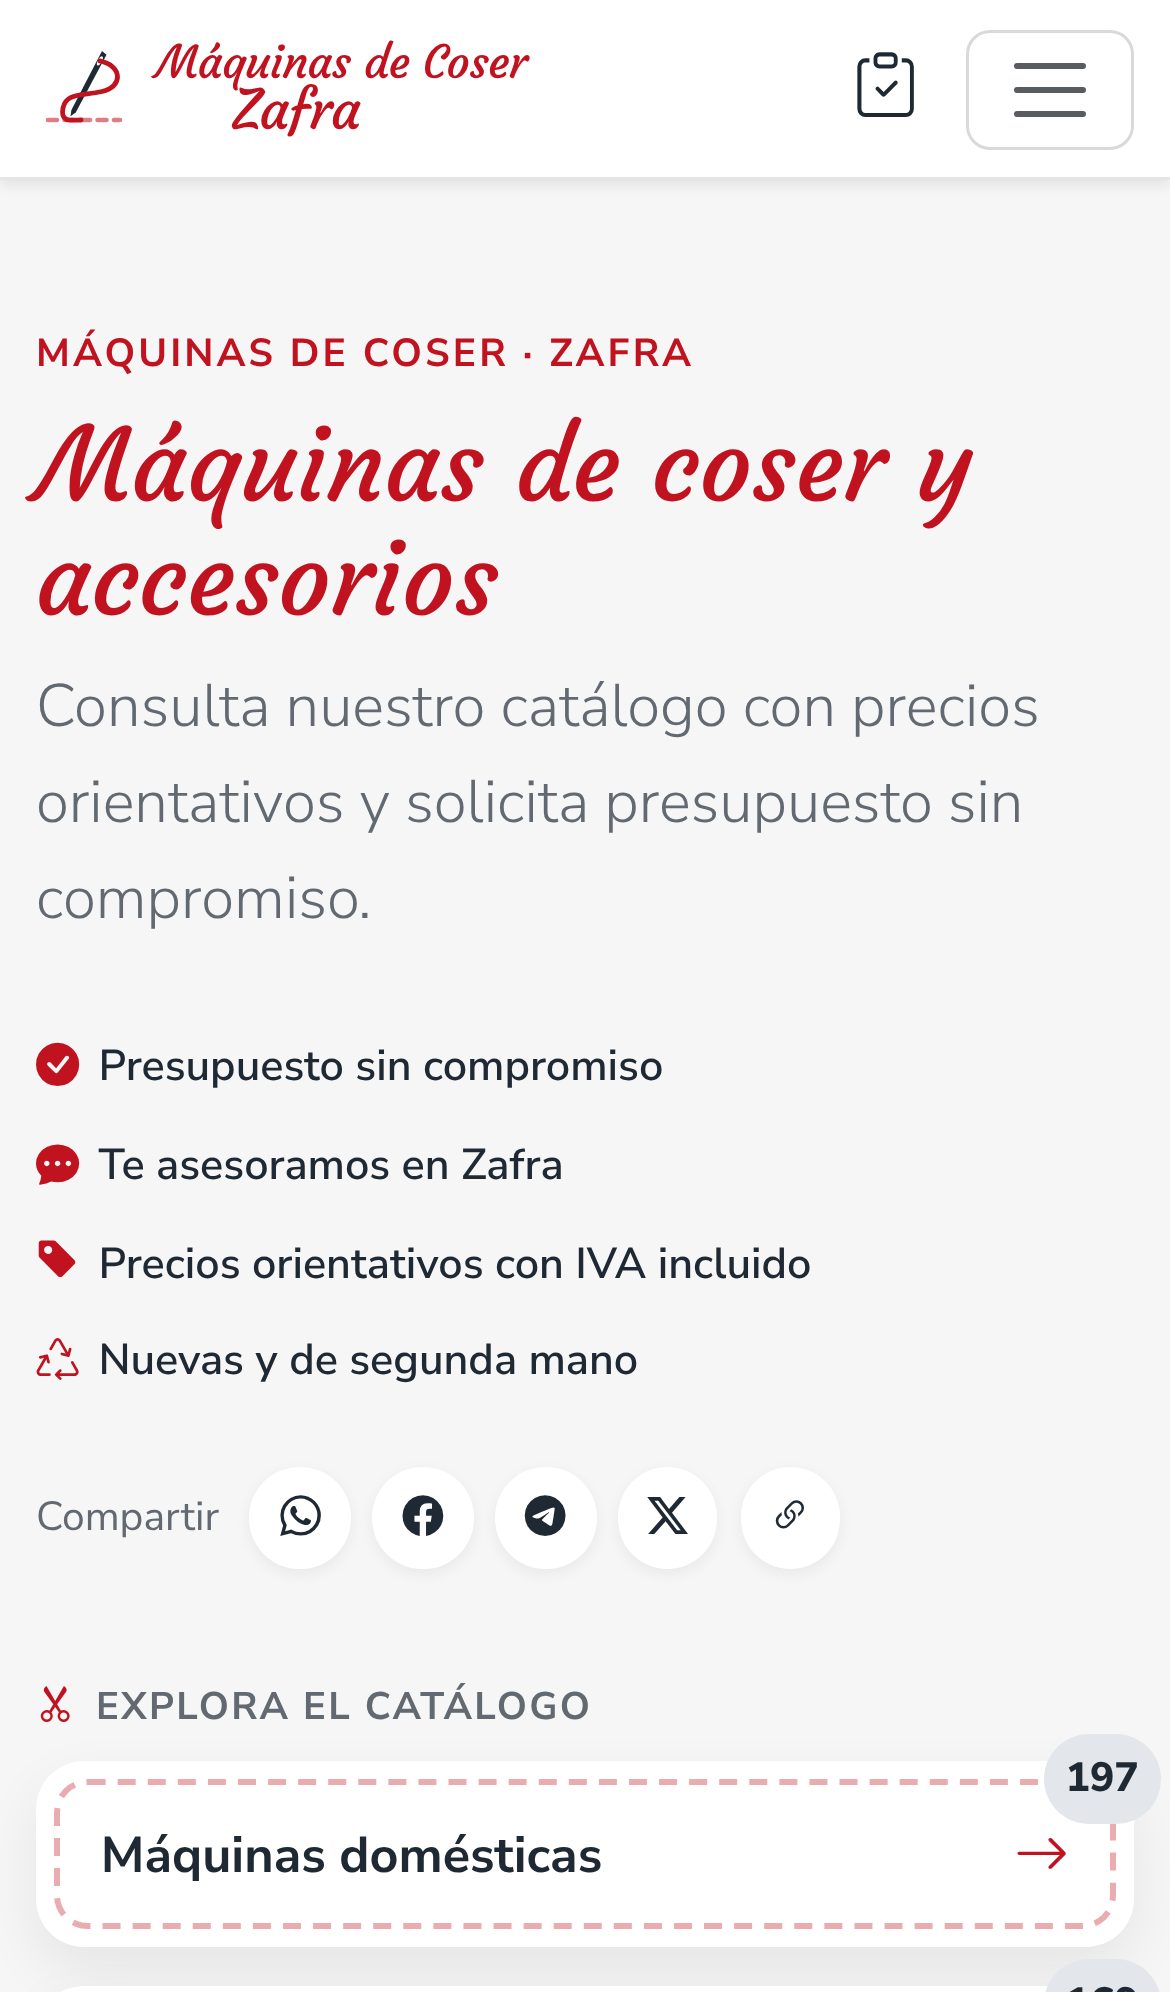 Máquinas de Coser
Zafra
MÁQUINAS DE COSER · ZAFRA
Máquinas de coser y
accesorios
Consulta nuestro catálogo con precios
orientativos y solicita presupuesto sin
compromiso.
Presupuesto sin compromiso
Te asesoramos en Zafra
Precios orientativos con IVA incluido
Nuevas y de segunda mano
Compartir
EXPLORA EL CATÁLOGO
197
Máquinas domésticas